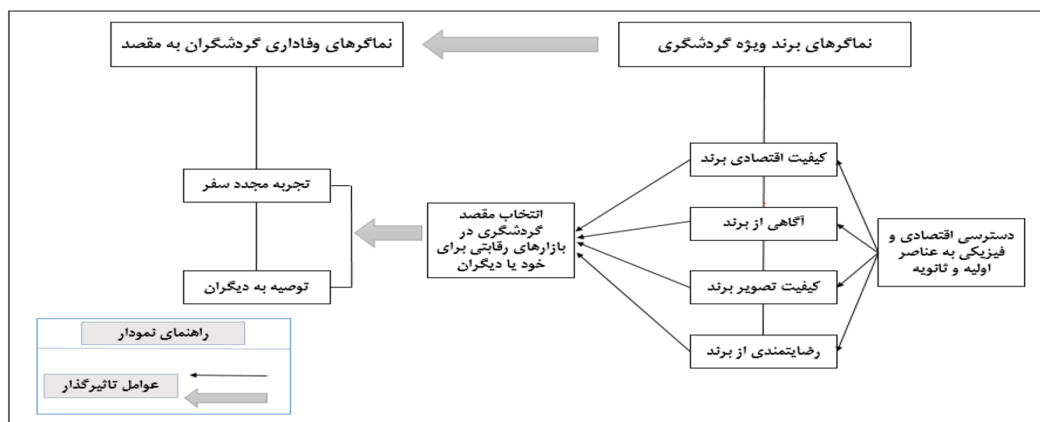 نماگرهای برند ویژه گردشگری
نماگرهای وفاداری گردشگران به مقصد
کیفیت اقتصادی برند
آگاهی از برند
کیفیت تصویر برند
رضایتمندی از برند
دسترسی اقتصادی و
فیزیکی به عناصر
اولیه و ثانویه
انتخاب مقصد
گردشگری در
بازارهای رقابتی برای
خود یا دیگران
تجربه مجدد سفر
توصیه به دیگران
راهنمای نمودار
عوامل تاثیرگذار